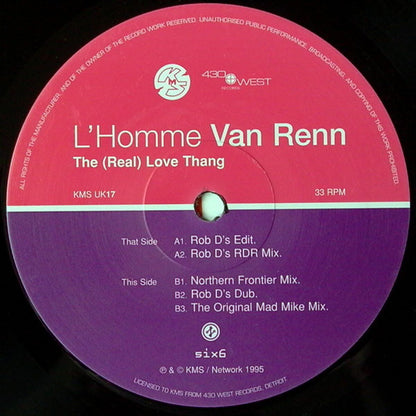 ALL RIGHTS OF THE MANUFACTURER, AND OF THE OWNER OF THE RECORD WORK RESERVED. UNAUTHORISED PUBLIC PERFORMANCE, BROADCASTING, AND COPYING OF THIS WORK PROHIBITED.
KMS
430 WEST
RECORDS
L'Homme Van Renn
The (Real) Love Thang
KMS UK17 33 RPM
That Side A1. Rob D's Edit.
A2. Rob D's RDR Mix.
This Side B1. Northern Frontier Mix.
B2. Rob D's Dub.
B3. The Original Mad Mike Mix.
six6
℗ & © KMS / Network 1995
LICENSED TO KMS FROM 430 WEST RECORDS, DETROIT